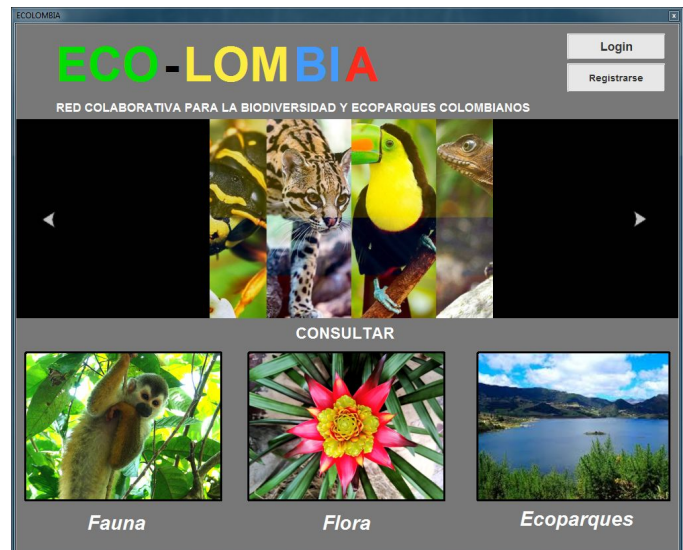 ECOLOMBIA
ECO-LOMBIA
Login
Registrarse
RED COLABORATIVA PARA LA BIODIVERSIDAD Y ECOPARQUES COLOMBIANOS
CONSULTAR
Fauna
Flora
Ecoparques